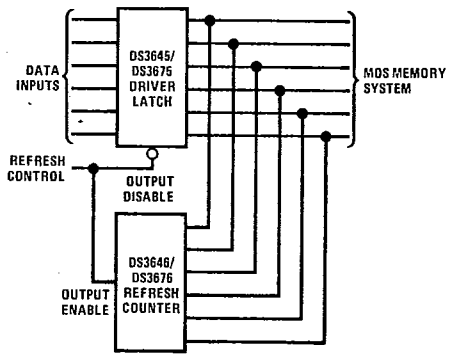 DATA
INPUTS
DS3645/
DS3675
DRIVER
LATCH
MOS MEMORY
SYSTEM
REFRESH
CONTROL
OUTPUT
DISABLE
OUTPUT
ENABLE
DS3646/
DS3676
REFRESH
COUNTER